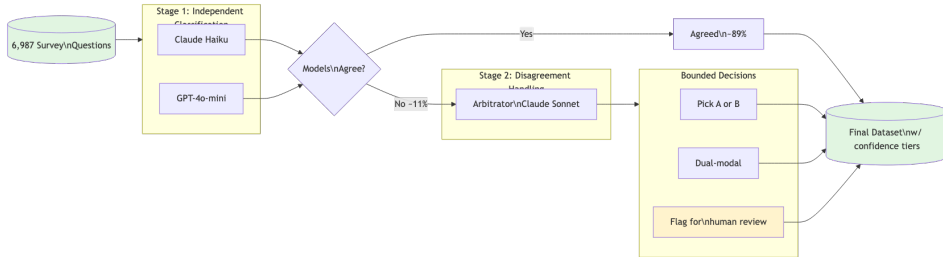 6,987 Survey\nQuestions
Stage 1: Independent
Classification
Claude Haiku
GPT-4o-mini
Models\nAgree?
Yes
No ~11%
Agreed\n~89%
Stage 2: Disagreement
Handling
Arbitrator\nClaude Sonnet
Bounded Decisions
Pick A or B
Dual-modal
Flag for\nhuman review
Final Dataset\nw/
confidence tiers